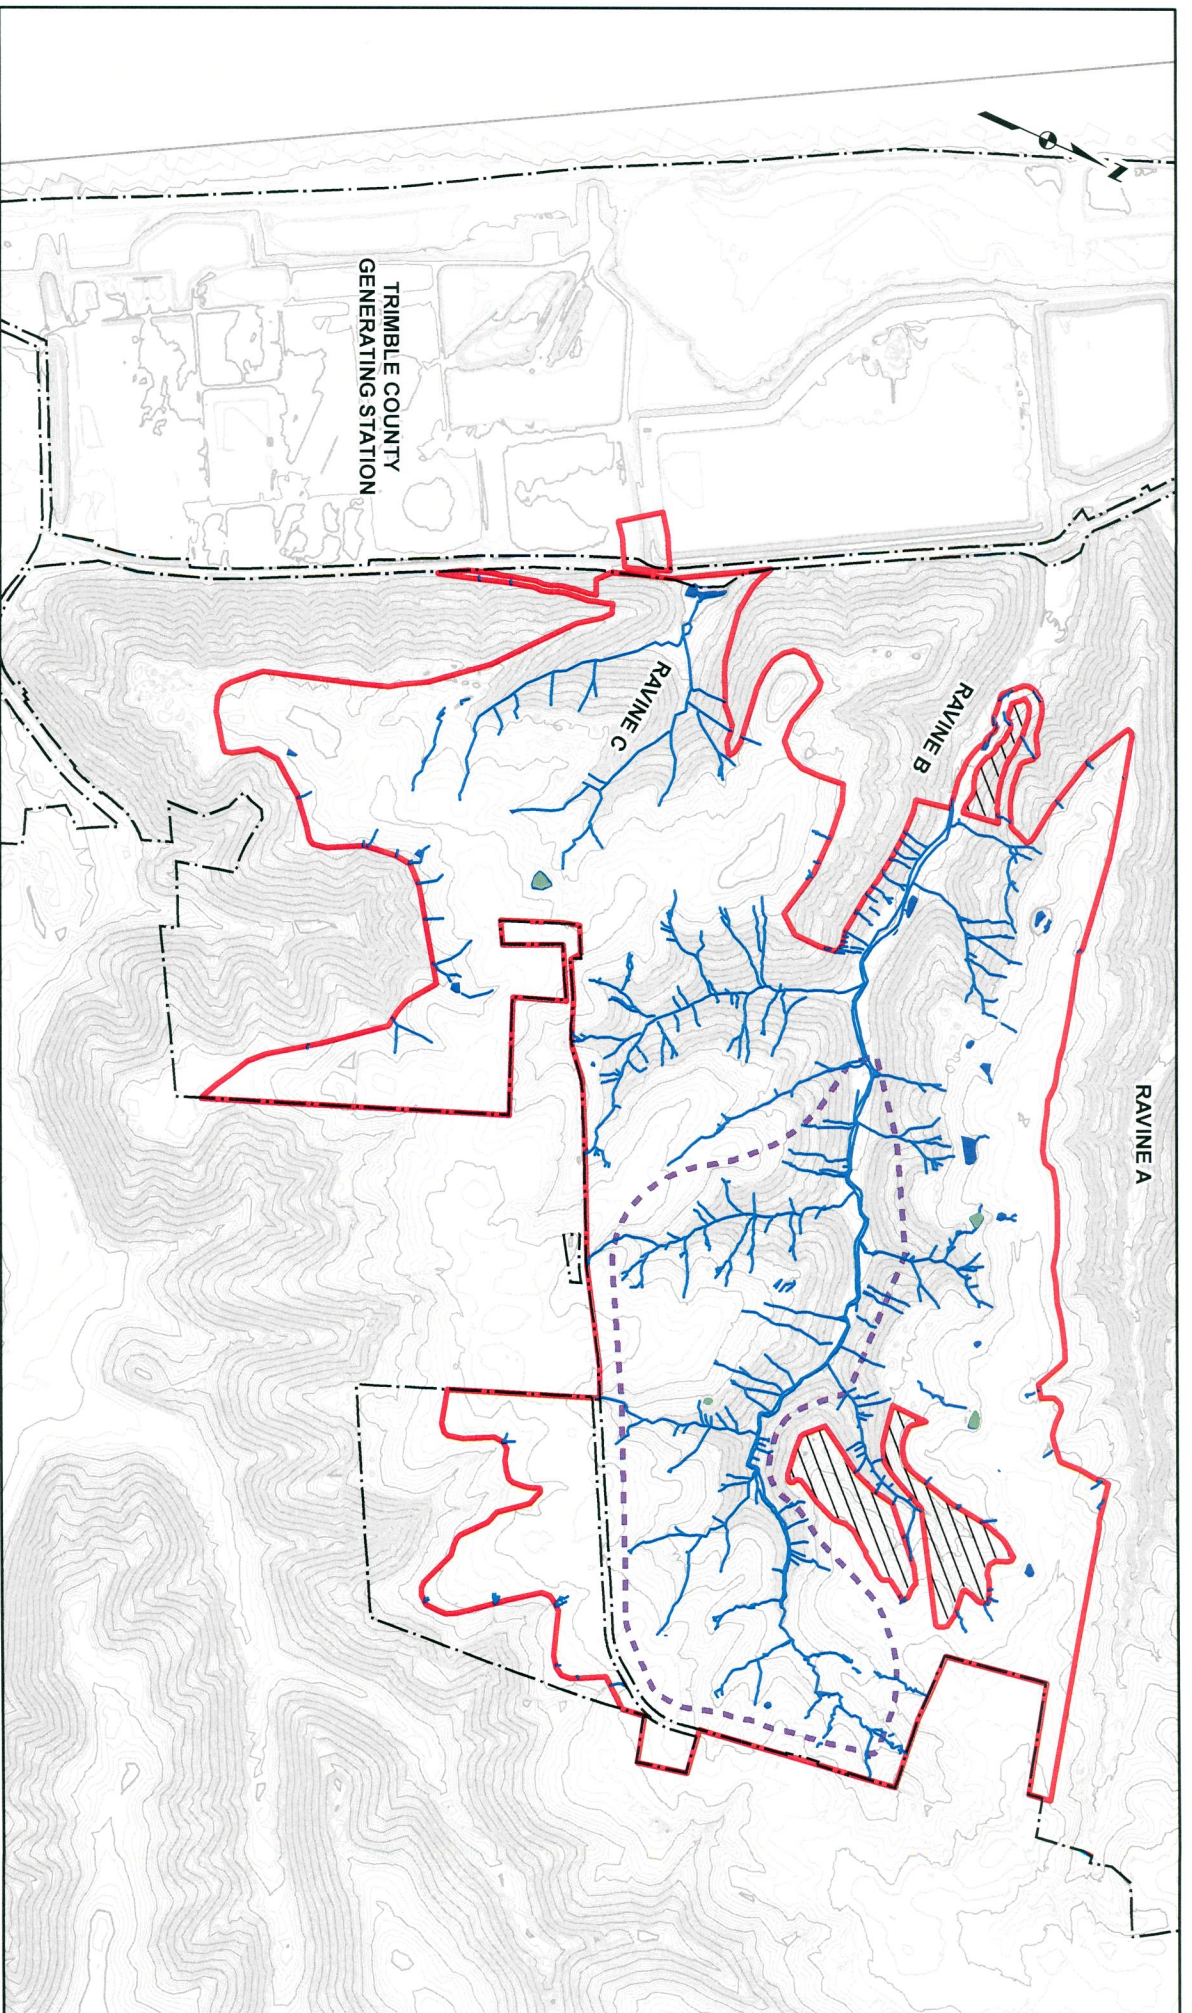 TRIMBLE COUNTY
GENERATING STATION
RAVINE C
RAVINE B
RAVINE A
N